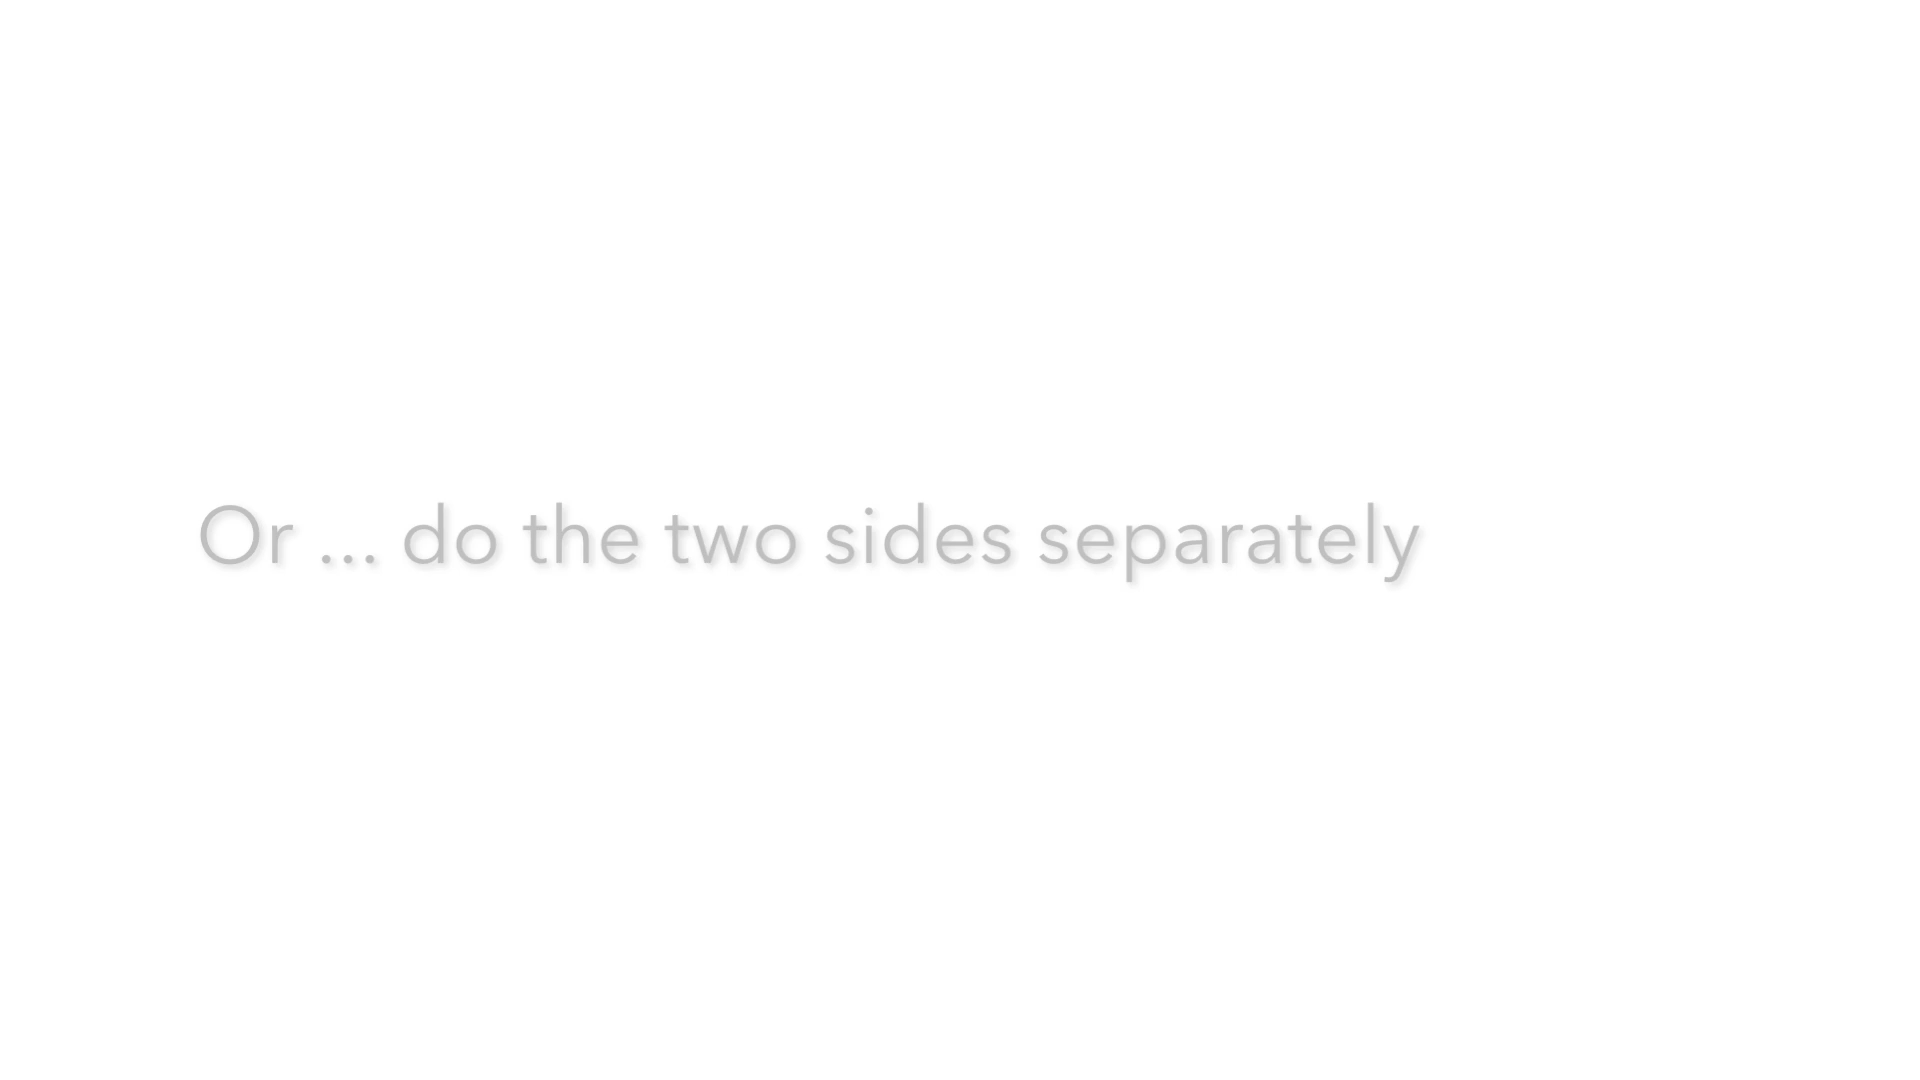 Or ... do the two sides separately